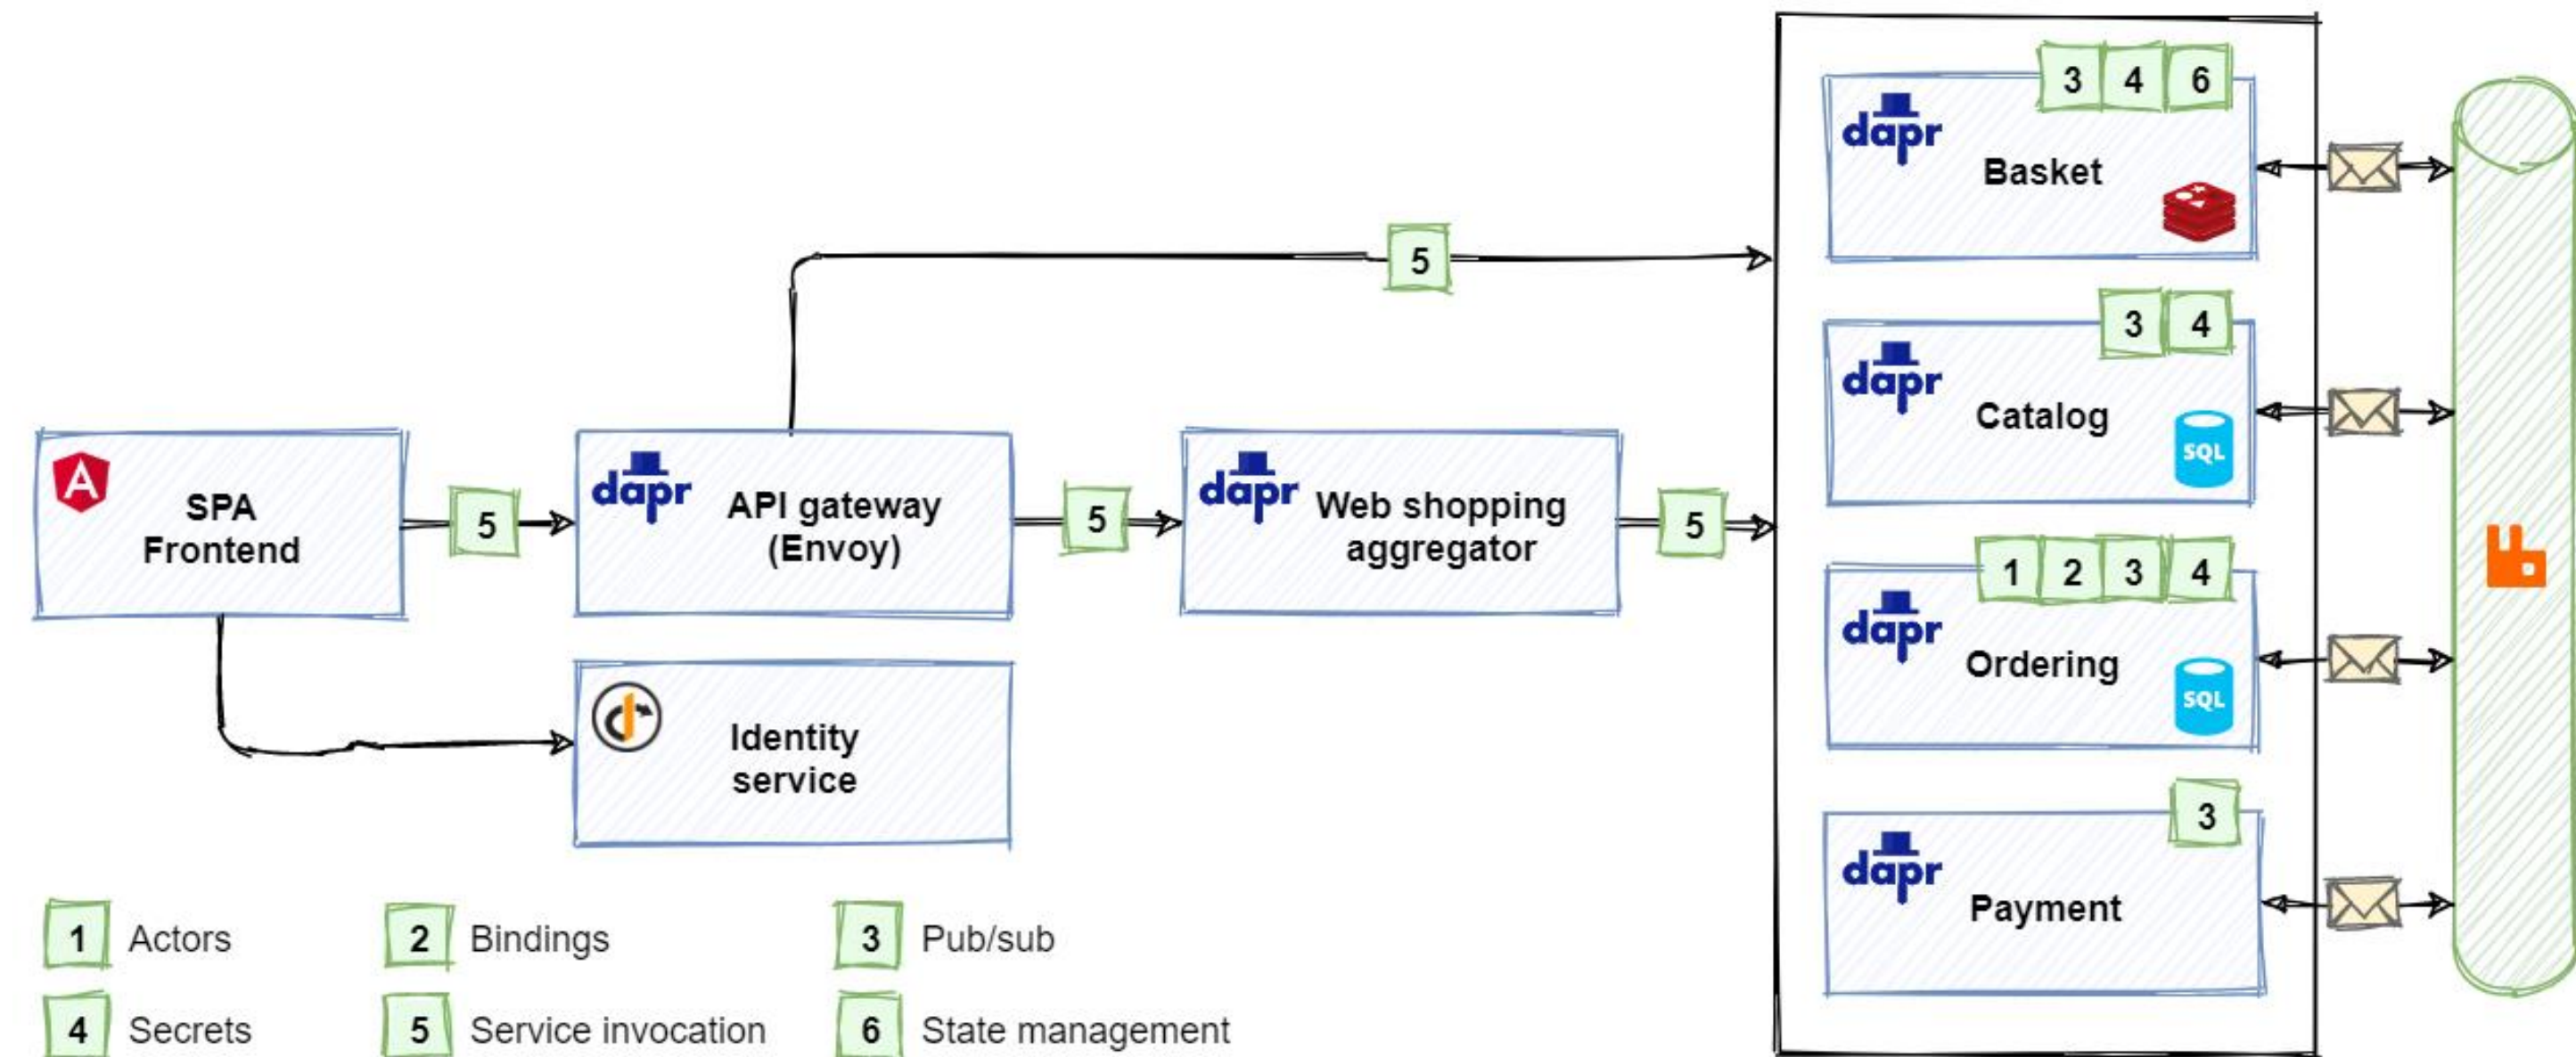 3 4 6
dapr
Basket
5
3 4
dapr
Catalog
SQL
A
SPA
Frontend
5
dapr
API gateway
(Envoy)
5
dapr
Web shopping
aggregator
5
1 2 3 4
dapr
Ordering
SQL
Identity
service
3
dapr
Payment
1 Actors
2 Bindings
3 Pub/sub
4 Secrets
5 Service invocation
6 State management